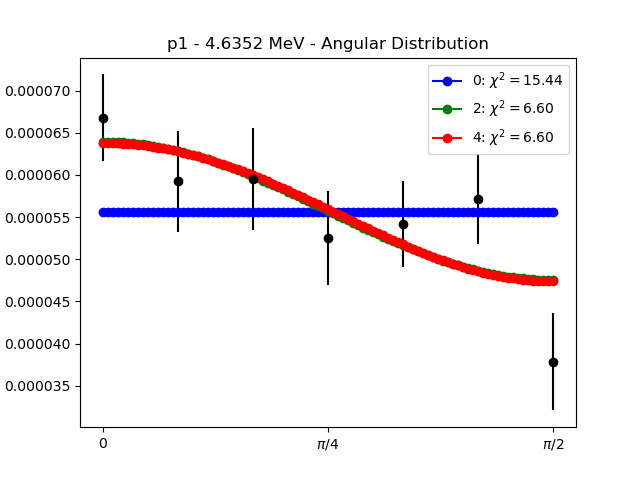 p1 - 4.6352 MeV - Angular Distribution
0.000070
0.000065
0.000060
0.000055
0.000050
0.000045
0.000040
0.000035
0: χ² = 15.44
2: χ² = 6.60
4: χ² = 6.60
0
π/4
π/2